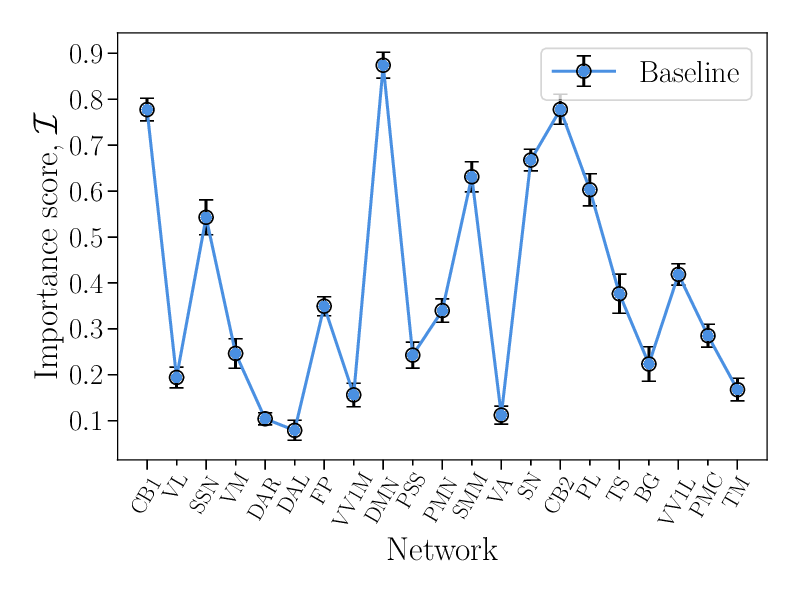 0.9
0.8
0.7
0.6
0.5
0.4
0.3
0.2
0.1
Importance score, ℐ
Baseline
CB1 VL SSN VM DAR DAL FP VV1M DMN PSS PMN SMM VA SN CB2 PL TS BG VV1L PMC TM
Network